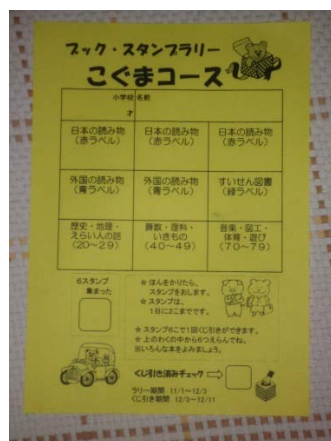 ブック・スタンプラリー
こぐまコース
小学校 名前
才
日本の読み物
(赤ラベル)
日本の読み物
(赤ラベル)
日本の読み物
(赤ラベル)
外国の読み物
(青ラベル)
外国の読み物
(青ラベル)
すいせん図書
(緑ラベル)
歴史・地理・
えらい人の話
(20~29)
算数・理科・
いきもの
(40~49)
音楽・図工・
体育・遊び
(70~79)
6スタンプ
集まった
☆ ほんをかりたら、
スタンプをおします。
☆ スタンプは、
1日に2こまでです。
☆ スタンプ6こで1回くじ引きができます。
☆ 上のわくの中から6つえらんでね。
※いろんな本をよみましょう。
くじ引き済みチェック ⇨
ラリー期間 11/1~12/3
くじ引き期間 12/3~12/11